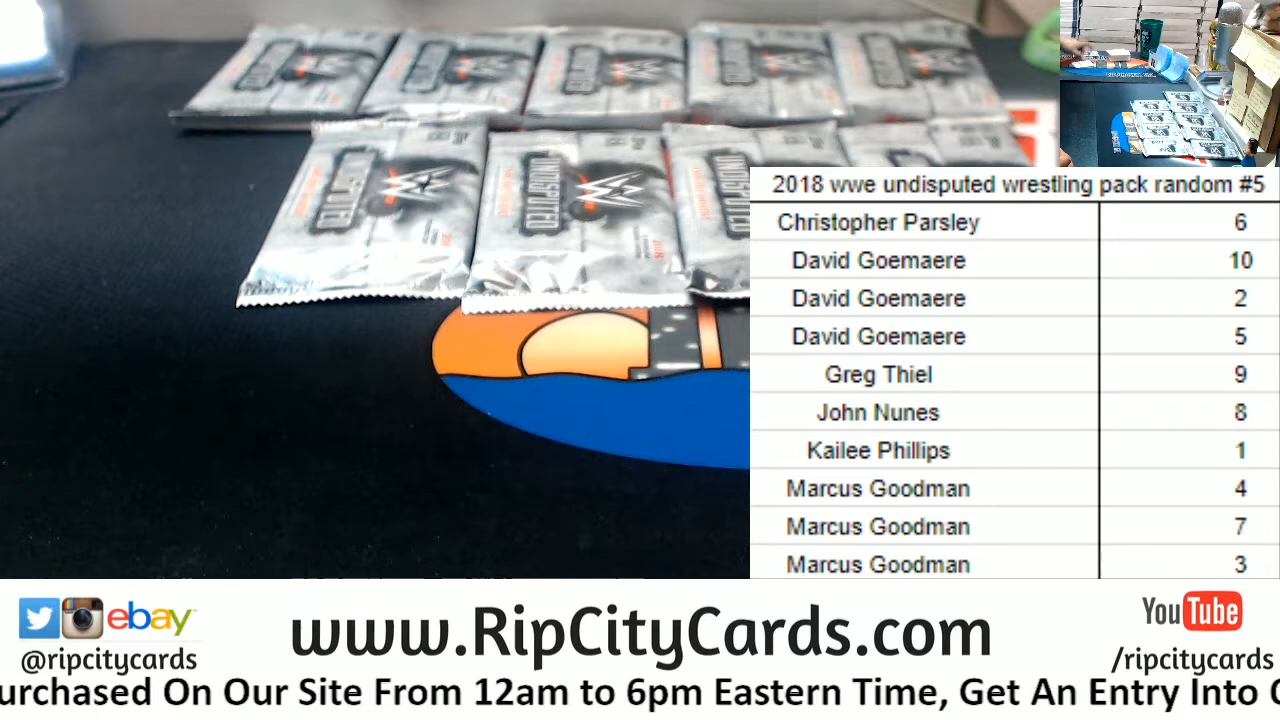 UNDISPUTED
UNDISPUTED
2018 wwe undisputed wrestling pack random #5
Christopher Parsley 6
David Goemaere 10
David Goemaere 2
David Goemaere 5
Greg Thiel 9
John Nunes 8
Kailee Phillips 1
Marcus Goodman 4
Marcus Goodman 7
Marcus Goodman 3
ebay
@ripcitycards
www.RipCityCards.com
YouTube
/ripcitycards
urchased On Our Site From 12am to 6pm Eastern Time, Get An Entry Into